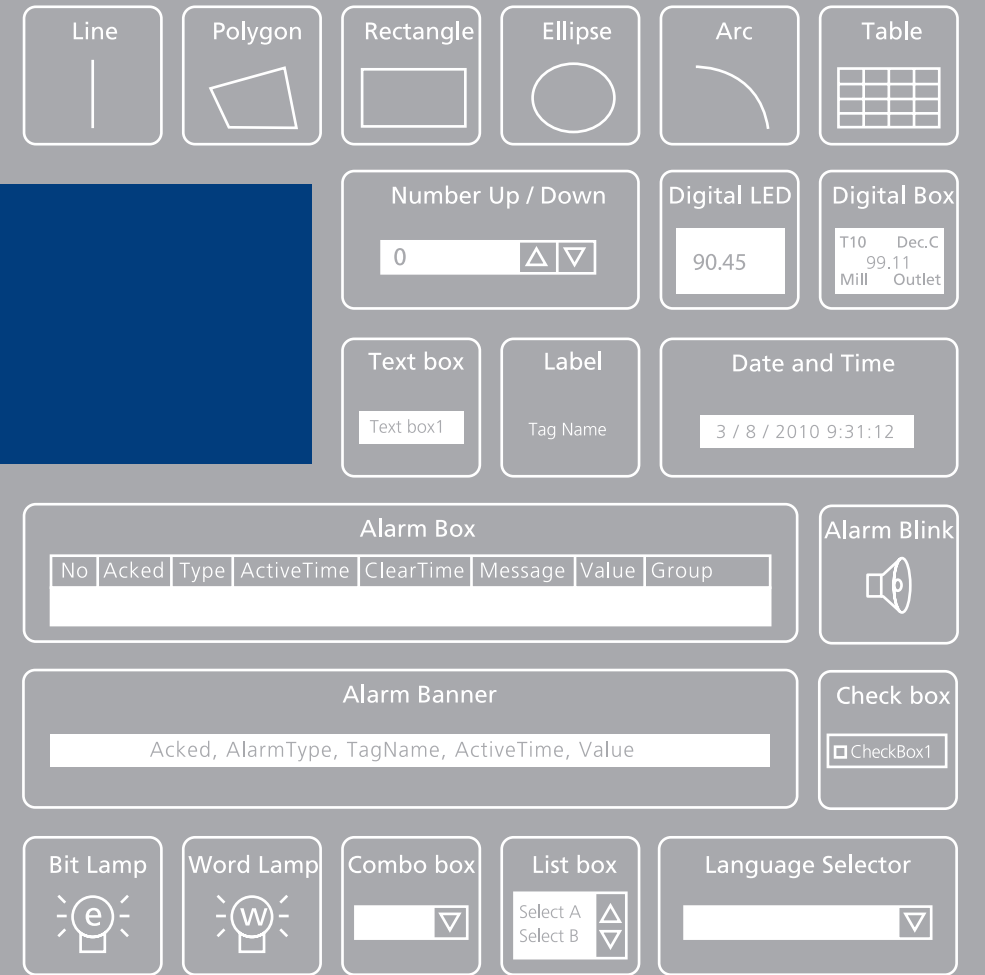 Line
Polygon
Rectangle
Ellipse
Arc
Table
Number Up / Down
0
Digital LED
90.45
Digital Box
T10 Dec.C
99.11
Mill Outlet
Text box
Text box1
Label
Tag Name
Date and Time
3 / 8 / 2010 9:31:12
Alarm Box
No Acked Type ActiveTime ClearTime Message Value Group
Alarm Blink
Alarm Banner
Acked, AlarmType, TagName, ActiveTime, Value
Check box
CheckBox1
Bit Lamp
e
Word Lamp
w
Combo box
List box
Select A
Select B
Language Selector